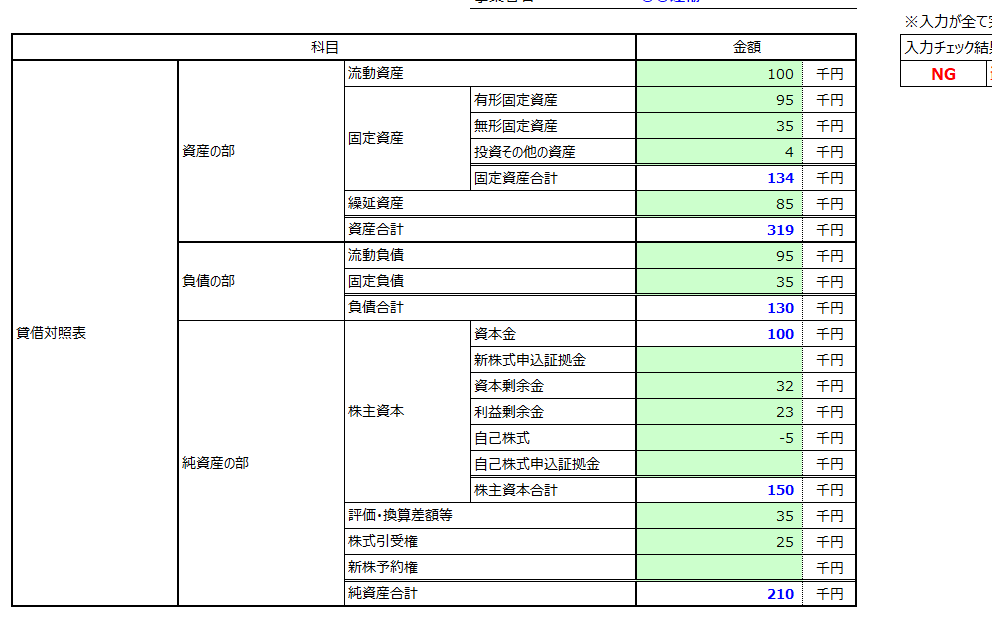 ※入力が全て
科目 金額
入力チェック結
NG
貸借対照表
資産の部
流動資産 100 千円
固定資産
有形固定資産 95 千円
無形固定資産 35 千円
投資その他の資産 4 千円
固定資産合計 134 千円
繰延資産 85 千円
資産合計 319 千円
負債の部
流動負債 95 千円
固定負債 35 千円
負債合計 130 千円
純資産の部
株主資本
資本金 100 千円
新株式申込証拠金 千円
資本剰余金 32 千円
利益剰余金 23 千円
自己株式 -5 千円
自己株式申込証拠金 千円
株主資本合計 150 千円
評価・換算差額等 35 千円
株式引受権 25 千円
新株予約権 千円
純資産合計 210 千円